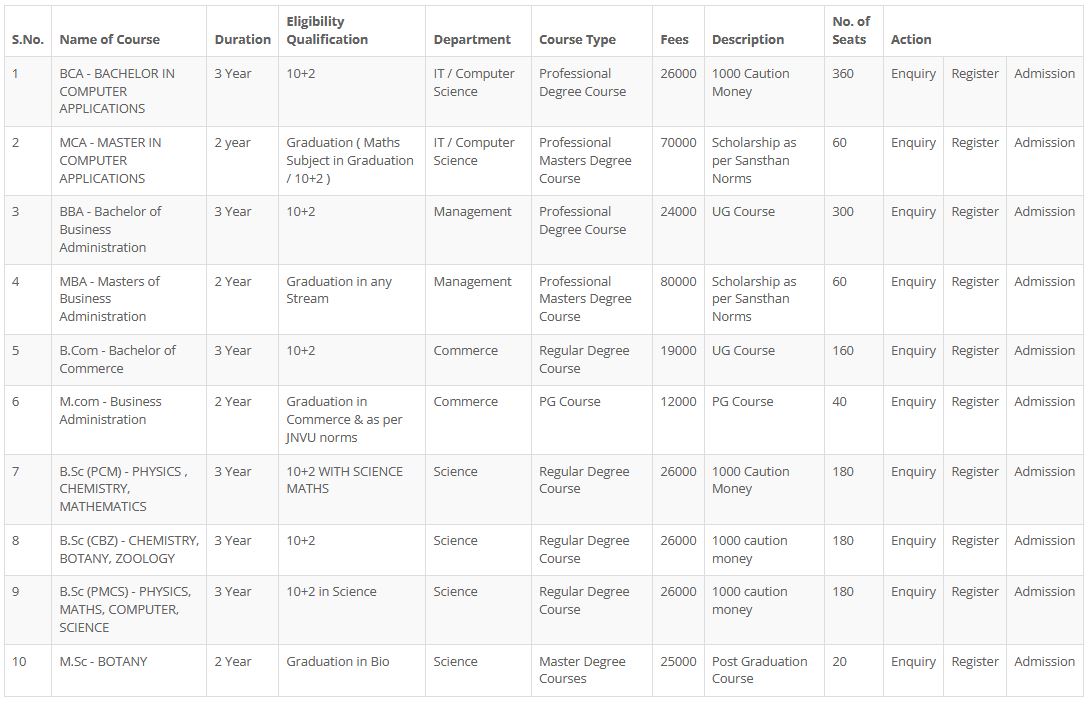 S.No. Name of Course Duration Eligibility Qualification Department Course Type Fees Description No. of Seats Action
1 BCA - BACHELOR IN COMPUTER APPLICATIONS 3 Year 10+2 IT / Computer Science Professional Degree Course 26000 1000 Caution Money 360 Enquiry Register Admission
2 MCA - MASTER IN COMPUTER APPLICATIONS 2 year Graduation ( Maths Subject in Graduation / 10+2 ) IT / Computer Science Professional Masters Degree Course 70000 Scholarship as per Sansthan Norms 60 Enquiry Register Admission
3 BBA - Bachelor of Business Administration 3 Year 10+2 Management Professional Degree Course 24000 UG Course 300 Enquiry Register Admission
4 MBA - Masters of Business Administration 2 Year Graduation in any Stream Management Professional Masters Degree Course 80000 Scholarship as per Sansthan Norms 60 Enquiry Register Admission
5 B.Com - Bachelor of Commerce 3 Year 10+2 Commerce Regular Degree Course 19000 UG Course 160 Enquiry Register Admission
6 M.com - Business Administration 2 Year Graduation in Commerce & as per JNVU norms Commerce PG Course 12000 PG Course 40 Enquiry Register Admission
7 B.Sc (PCM) - PHYSICS , CHEMISTRY, MATHEMATICS 3 Year 10+2 WITH SCIENCE MATHS Science Regular Degree Course 26000 1000 Caution Money 180 Enquiry Register Admission
8 B.Sc (CBZ) - CHEMISTRY, BOTANY, ZOOLOGY 3 Year 10+2 Science Regular Degree Course 26000 1000 caution money 180 Enquiry Register Admission
9 B.Sc (PMCS) - PHYSICS, MATHS, COMPUTER, SCIENCE 3 Year 10+2 in Science Science Regular Degree Course 26000 1000 caution money 180 Enquiry Register Admission
10 M.Sc - BOTANY 2 Year Graduation in Bio Science Master Degree Courses 25000 Post Graduation Course 20 Enquiry Register Admission